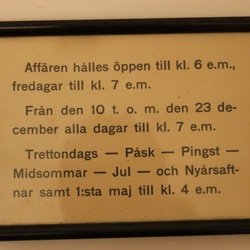 Affären hålles öppen till kl. 6 e.m.,
fredagar till kl. 7 e.m.
Från den 10 t. o. m. den 23 de-
cember alla dagar till kl. 7 e.m.
Trettondags — Påsk — Pingst —
Midsommar — Jul — och Nyårsaft-
nar samt 1:sta maj till kl. 4 e.m.